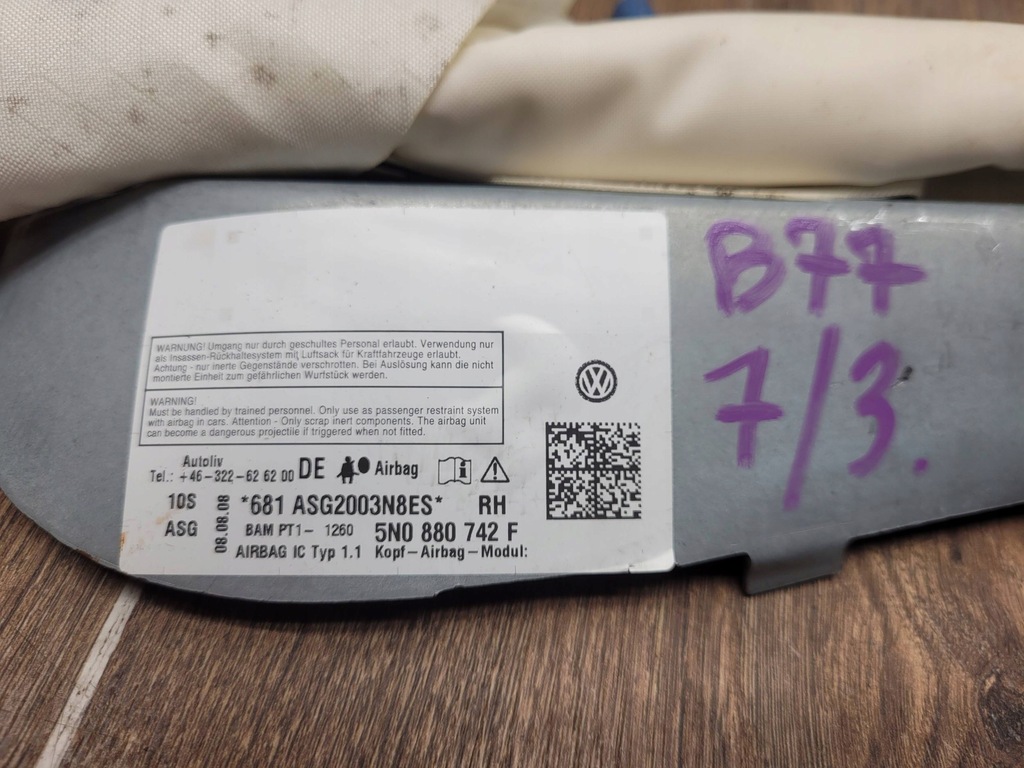 WARNUNG! Umgang nur durch geschultes Personal erlaubt. Verwendung nur
als Insassen-Rückhaltesystem mit Luftsack für Kraftfahrzeuge erlaubt.
Achtung - nur inerte Gegenstände verschrotten. Bei Auslösung kann die nicht
montierte Einheit zum gefährlichen Wurfstück werden.
WARNING!
Must be handled by trained personnel. Only use as passenger restraint system
with airbag in cars. Attention - Only scrap inert components. The airbag unit
can become a dangerous projectile if triggered when not fitted.
Autoliv
Tel.: +46-322-62 62 00 DE Airbag
10S *681 ASG2003N8ES* RH
ASG 08.08.08 BAM PT1- 1260 5N0 880 742 F
AIRBAG IC Typ 1.1 Kopf-Airbag-Modul:
B77
7/3.